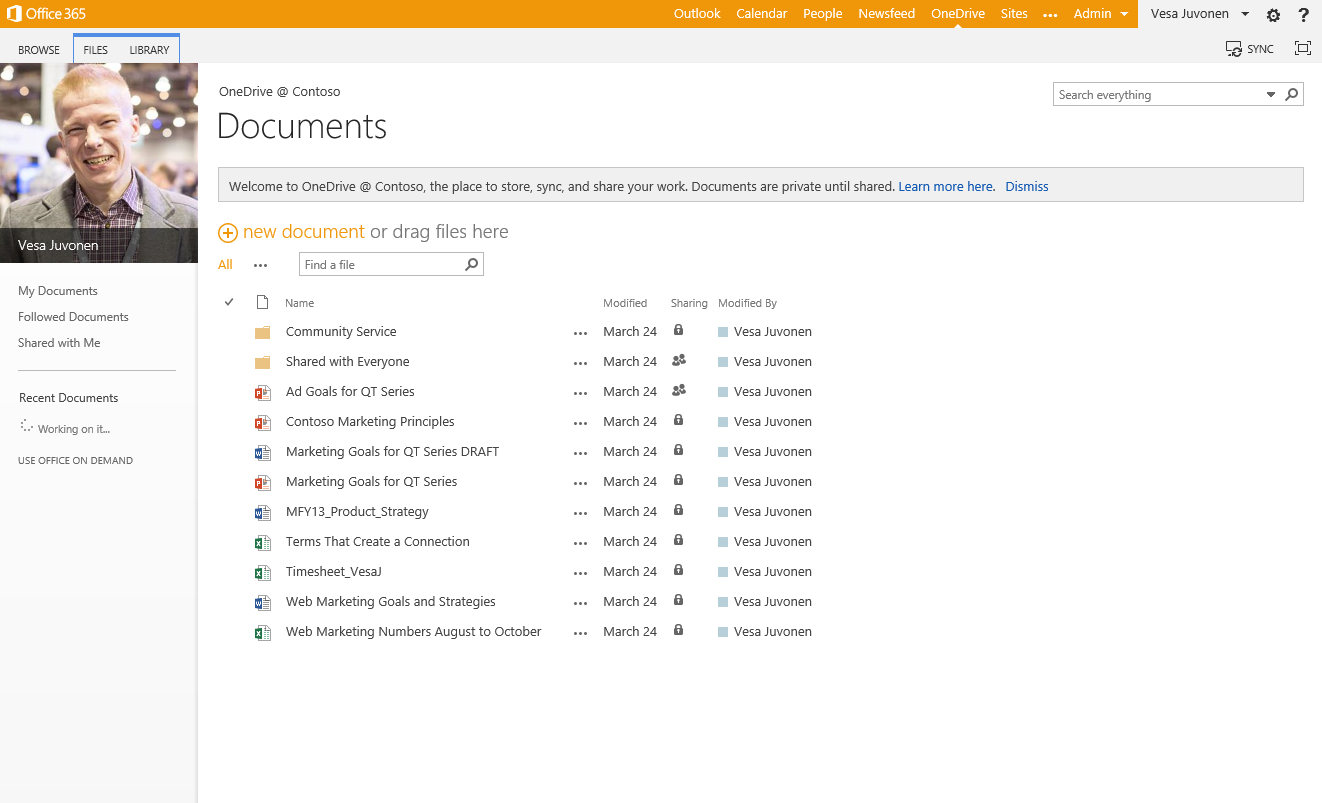 Office 365
Outlook Calendar People Newsfeed OneDrive Sites ... Admin Vesa Juvonen ?
BROWSE FILES LIBRARY SYNC
OneDrive @ Contoso
Search everything
Documents
Welcome to OneDrive @ Contoso, the place to store, sync, and share your work. Documents are private until shared. Learn more here. Dismiss
new document or drag files here
All ... Find a file
Vesa Juvonen
My Documents
Followed Documents
Shared with Me
Recent Documents
Working on it...
USE OFFICE ON DEMAND
Name Modified Sharing Modified By
Community Service ... March 24 Vesa Juvonen
Shared with Everyone ... March 24 Vesa Juvonen
Ad Goals for QT Series ... March 24 Vesa Juvonen
Contoso Marketing Principles ... March 24 Vesa Juvonen
Marketing Goals for QT Series DRAFT ... March 24 Vesa Juvonen
Marketing Goals for QT Series ... March 24 Vesa Juvonen
MFY13_Product_Strategy ... March 24 Vesa Juvonen
Terms That Create a Connection ... March 24 Vesa Juvonen
Timesheet_VesaJ ... March 24 Vesa Juvonen
Web Marketing Goals and Strategies ... March 24 Vesa Juvonen
Web Marketing Numbers August to October ... March 24 Vesa Juvonen